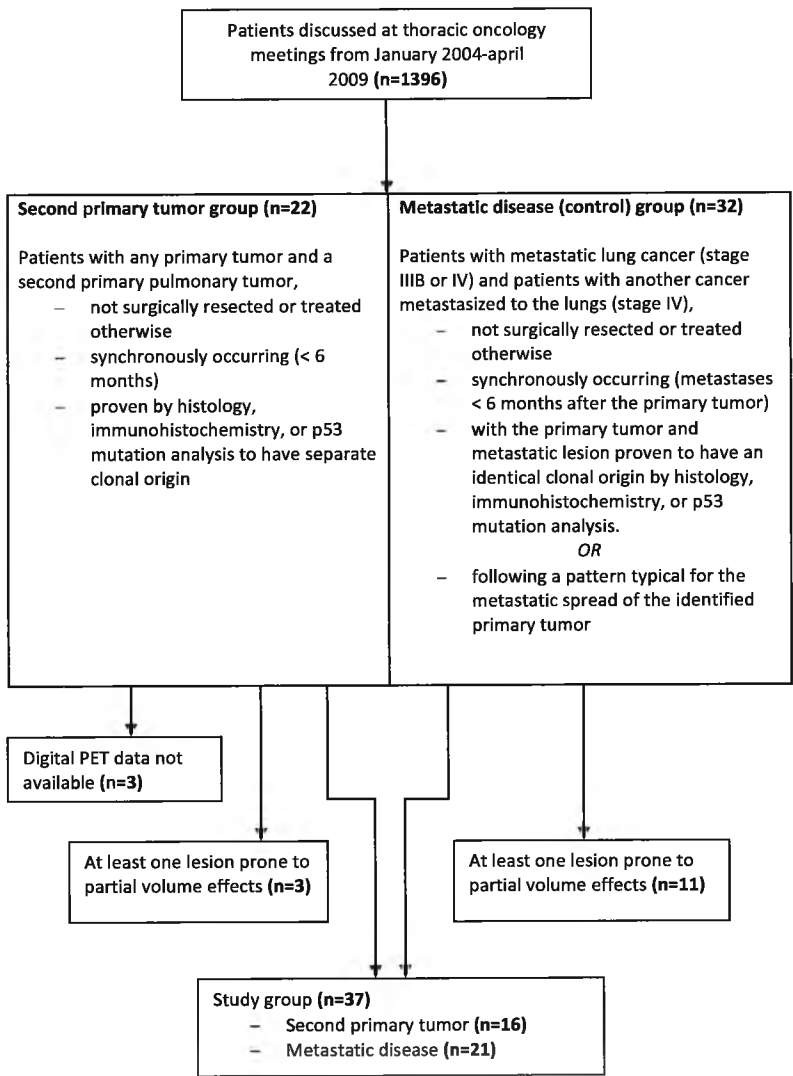 Patients discussed at thoracic oncology
meetings from January 2004-april
2009 (n=1396)
Second primary tumor group (n=22)
Patients with any primary tumor and a
second primary pulmonary tumor,
– not surgically resected or treated
otherwise
– synchronously occurring (< 6
months)
– proven by histology,
immunohistochemistry, or p53
mutation analysis to have separate
clonal origin
Metastatic disease (control) group (n=32)
Patients with metastatic lung cancer (stage
IIIB or IV) and patients with another cancer
metastasized to the lungs (stage IV),
– not surgically resected or treated
otherwise
– synchronously occurring (metastases
< 6 months after the primary tumor)
– with the primary tumor and
metastatic lesion proven to have an
identical clonal origin by histology,
immunohistochemistry, or p53
mutation analysis.
OR
– following a pattern typical for the
metastatic spread of the identified
primary tumor
Digital PET data not
available (n=3)
At least one lesion prone to
partial volume effects (n=3)
At least one lesion prone to
partial volume effects (n=11)
Study group (n=37)
– Second primary tumor (n=16)
– Metastatic disease (n=21)